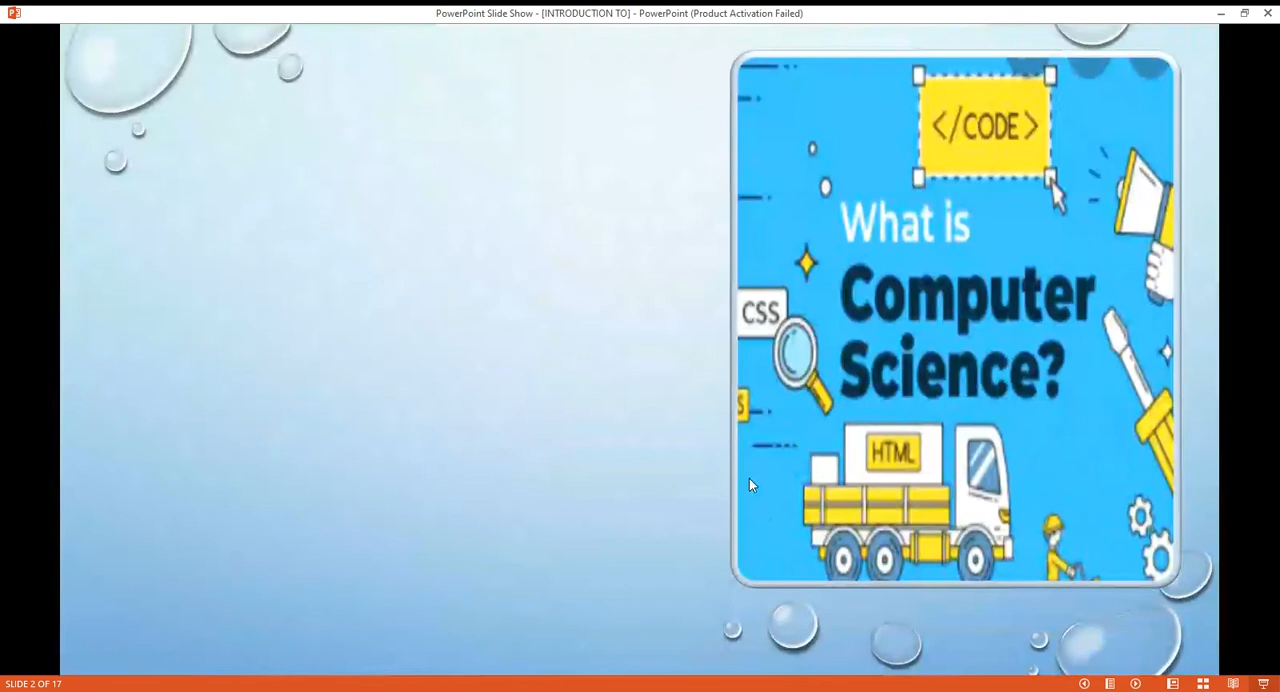 PowerPoint Slide Show - [INTRODUCTION TO] - PowerPoint (Product Activation Failed)
</CODE>
What is
Computer
Science?
CSS
S
HTML
SLIDE 2 OF 17